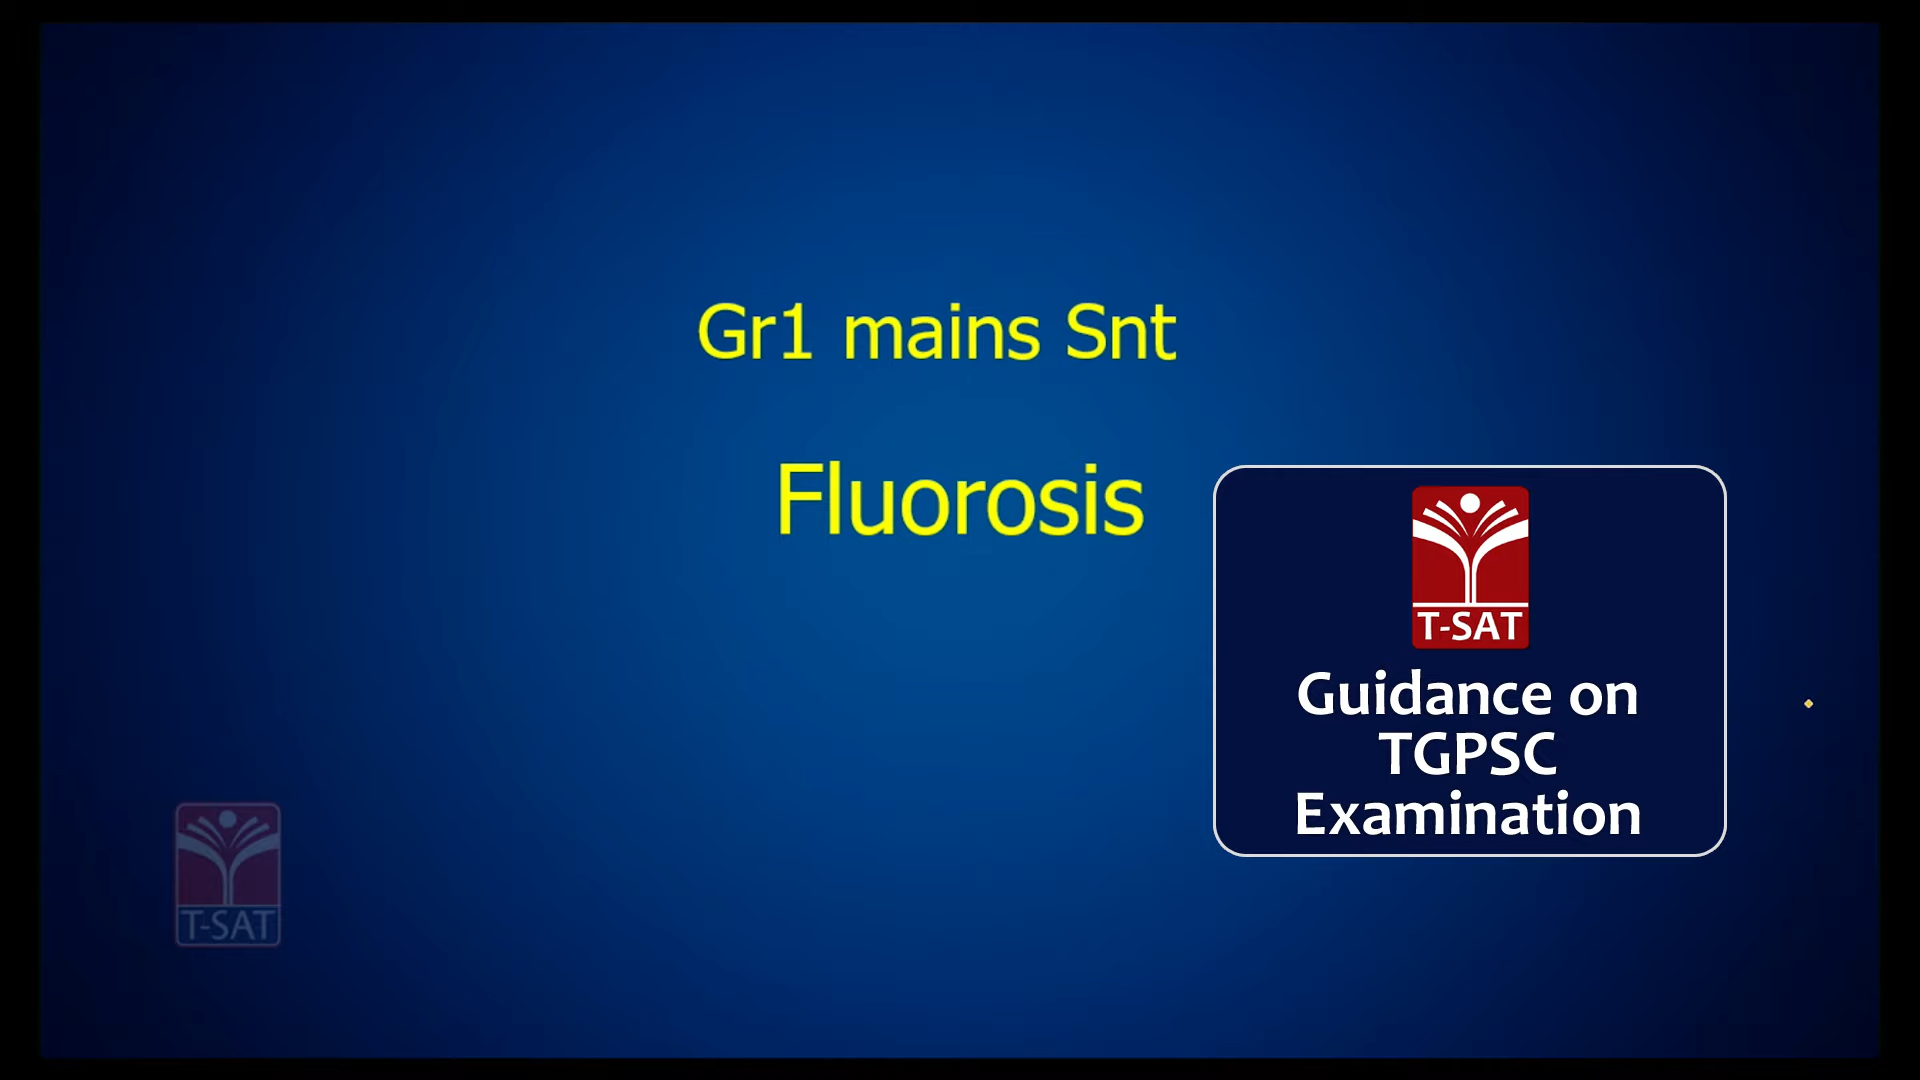 Gr1 mains Snt
Fluorosis
T-SAT
Guidance on
TGPSC
Examination
T-SAT